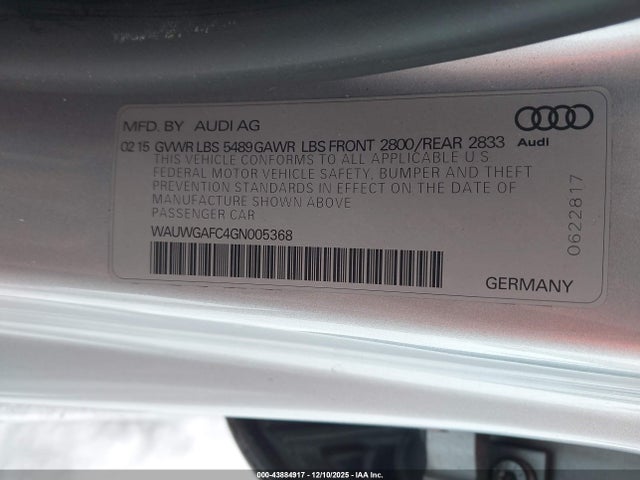 MFD. BY AUDI AG
02 15 GVWR LBS 5489 GAWR LBS FRONT 2800/REAR 2833
Audi
THIS VEHICLE CONFORMS TO ALL APPLICABLE U.S.
FEDERAL MOTOR VEHICLE SAFETY, BUMPER AND THEFT
PREVENTION STANDARDS IN EFFECT ON THE DATE OF
MANUFACTURE SHOWN ABOVE
PASSENGER CAR
WAUWGAFC4GN005368
0622817
GERMANY
000-43884917 - 12/10/2025 - IAA Inc.